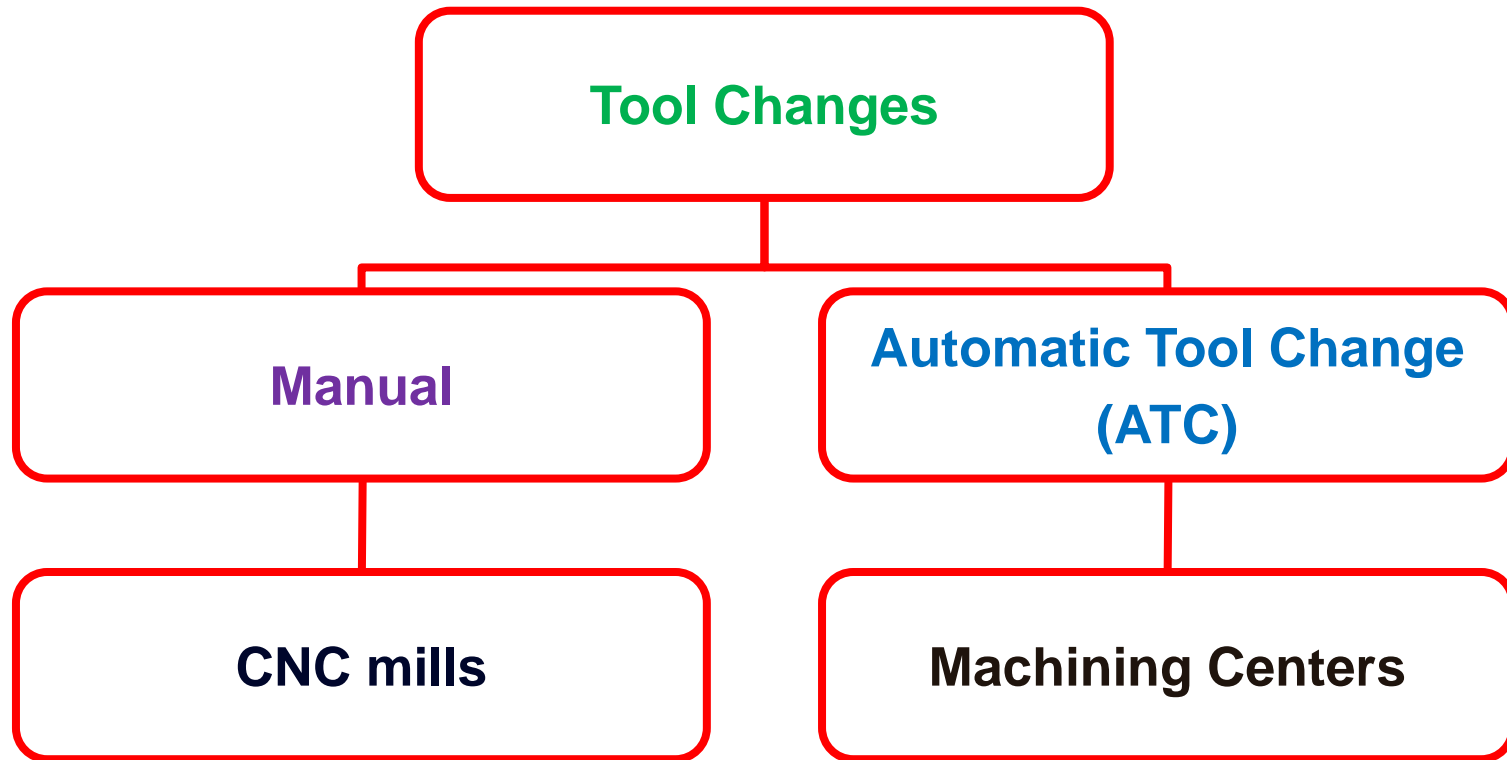 Tool Changes
Manual
Automatic Tool Change
(ATC)
CNC mills
Machining Centers